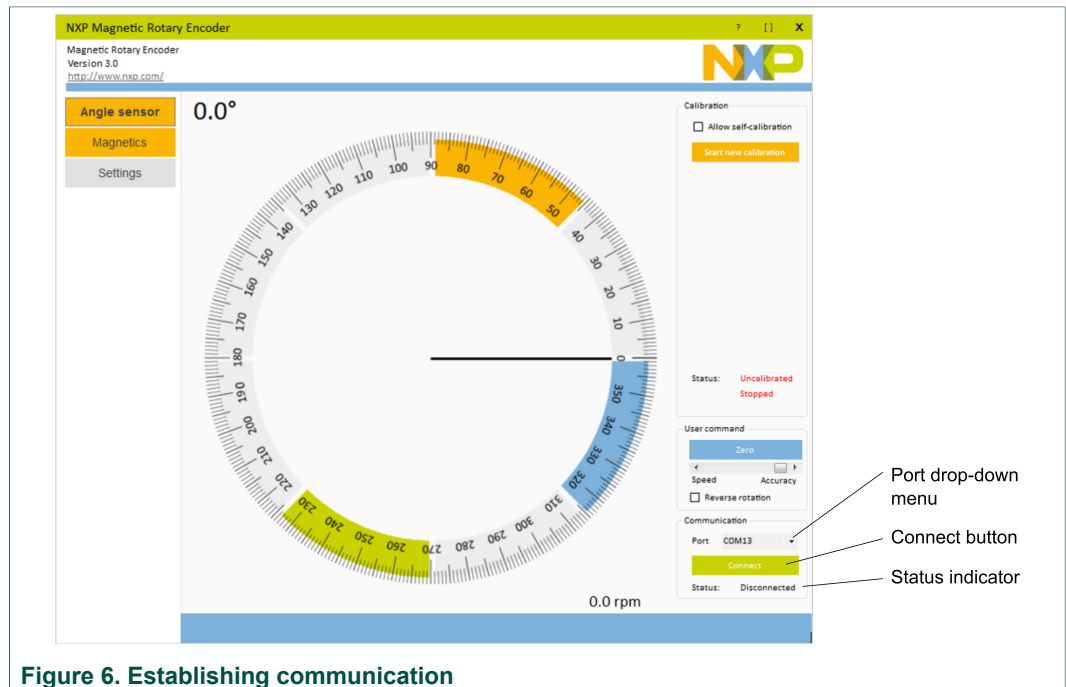 NXP Magnetic Rotary Encoder
? [ ] X
Magnetic Rotary Encoder
Version 3.0
http://www.nxp.com/
NXP
Angle sensor
Magnetics
Settings
0.0°
0
10
20
30
40
50
60
70
80
90
100
110
120
130
140
150
160
170
180
190
200
210
220
230
240
250
260
270
280
290
300
310
320
330
340
350
0.0 rpm
Calibration
Allow self-calibration
Start new calibration
Status: Uncalibrated
Stopped
User command
Zero
Speed Accuracy
Reverse rotation
Communication
Port COM13
Connect
Status: Disconnected
Port drop-down
menu
Connect button
Status indicator
Figure 6. Establishing communication